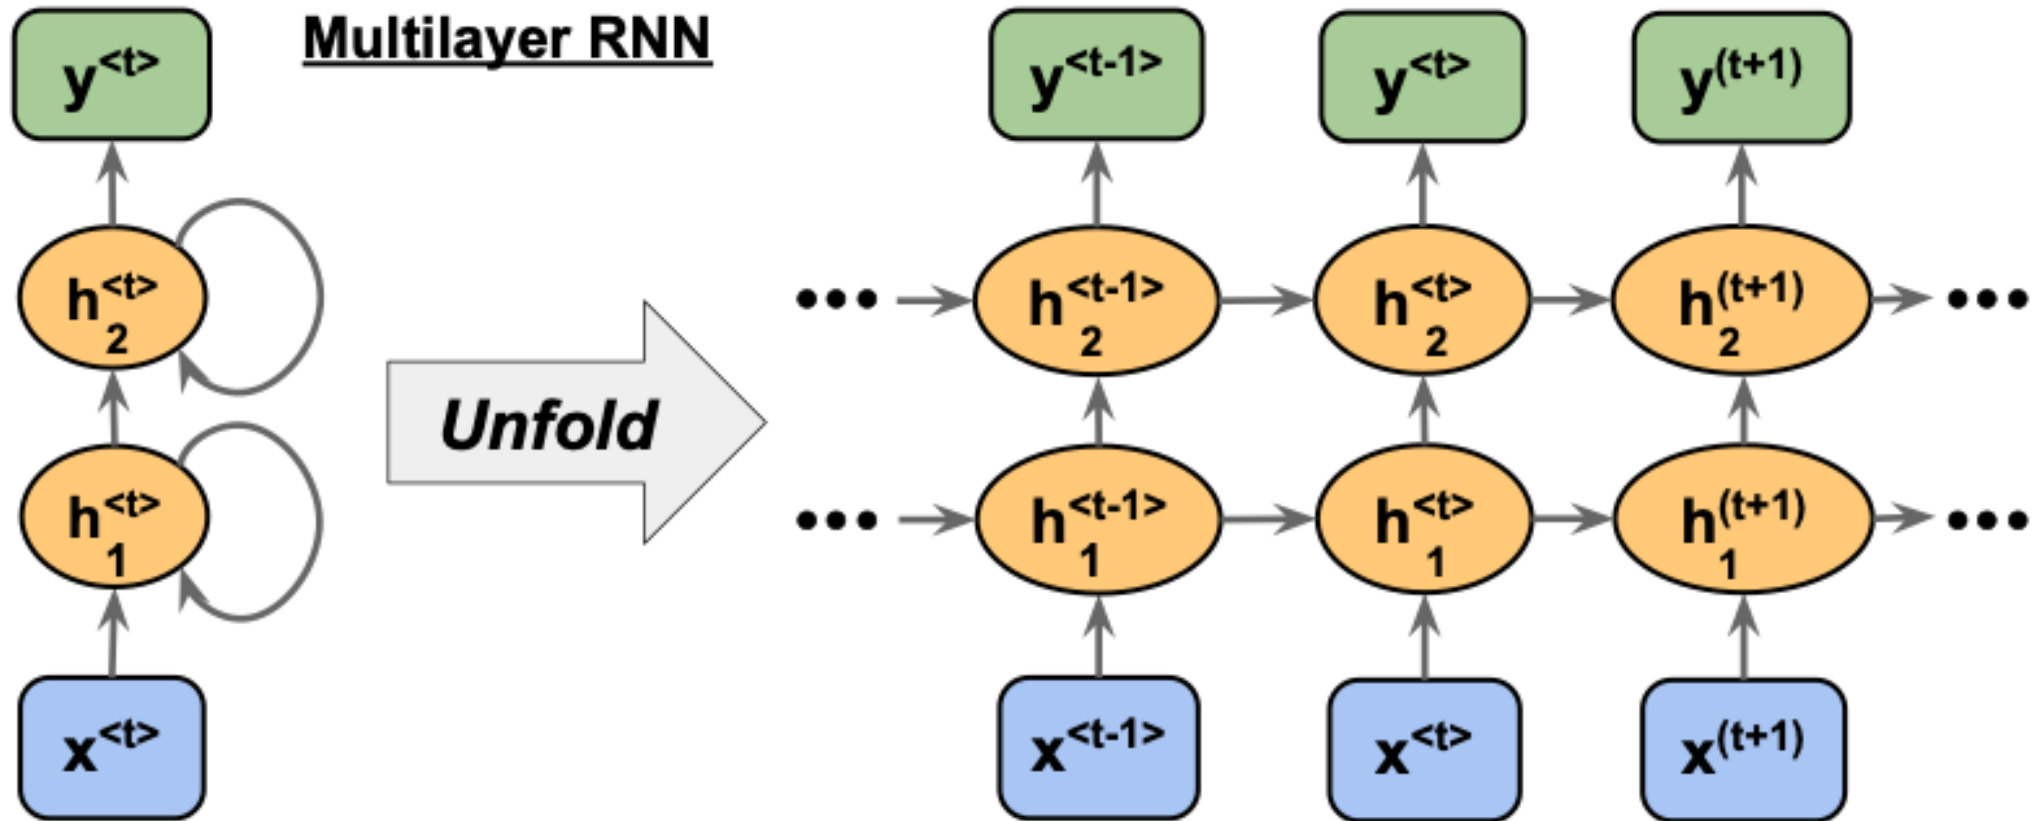 Multilayer RNN
y<t>
h<t>
2
h<t>
1
x<t>
Unfold
y<t-1> y<t> y(t+1)
••• h<t-1> h<t> h(t+1) •••
2 2 2
••• h<t-1> h<t> h(t+1) •••
1 1 1
x<t-1> x<t> x(t+1)